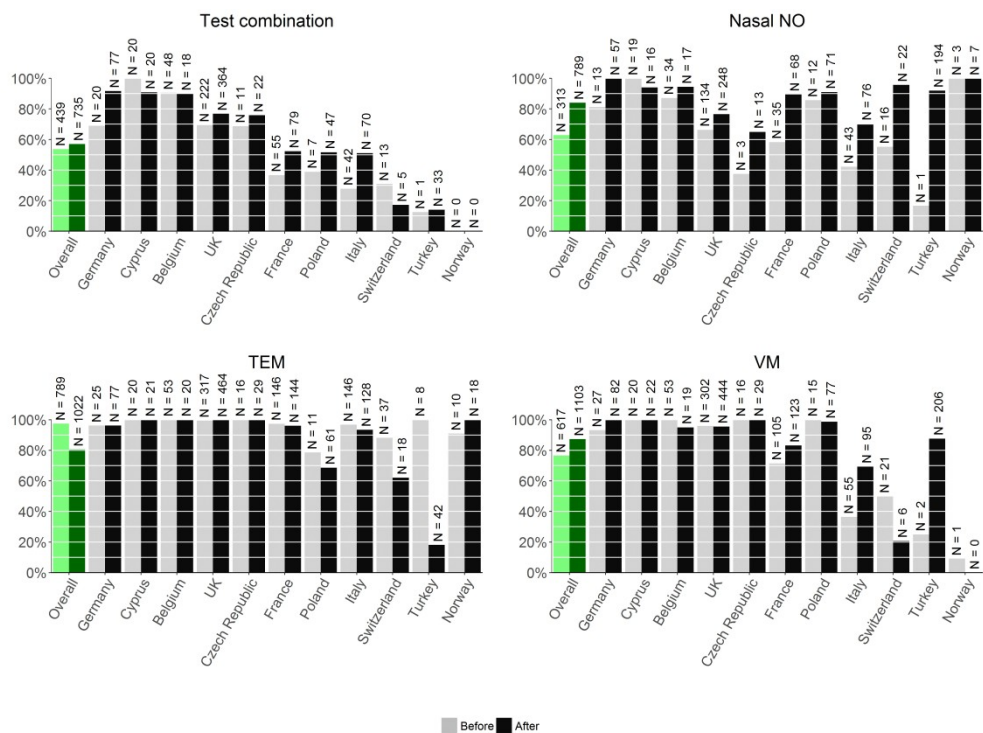 Test combination
Nasal NO
100%
80%
60%
40%
20%
0%
N = 439
N = 735
N = 20
N = 77
N = 20
N = 20
N = 48
N = 18
N = 222
N = 364
N = 11
N = 22
N = 55
N = 79
N = 7
N = 47
N = 42
N = 70
N = 13
N = 5
N = 1
N = 33
N = 0
N = 0
Overall
Germany
Cyprus
Belgium
UK
Czech Republic
France
Poland
Italy
Switzerland
Turkey
Norway
100%
80%
60%
40%
20%
0%
N = 313
N = 789
N = 13
N = 57
N = 19
N = 16
N = 34
N = 17
N = 134
N = 248
N = 3
N = 13
N = 35
N = 68
N = 12
N = 71
N = 43
N = 76
N = 16
N = 22
N = 1
N = 194
N = 3
N = 7
Overall
Germany
Cyprus
Belgium
UK
Czech Republic
France
Poland
Italy
Switzerland
Turkey
Norway
TEM
VM
100%
80%
60%
40%
20%
0%
N = 789
N = 1022
N = 25
N = 77
N = 20
N = 21
N = 53
N = 20
N = 317
N = 464
N = 16
N = 29
N = 146
N = 144
N = 11
N = 61
N = 146
N = 128
N = 37
N = 18
N = 8
N = 42
N = 10
N = 18
Overall
Germany
Cyprus
Belgium
UK
Czech Republic
France
Poland
Italy
Switzerland
Turkey
Norway
100%
80%
60%
40%
20%
0%
N = 617
N = 1103
N = 27
N = 82
N = 20
N = 22
N = 53
N = 19
N = 302
N = 444
N = 16
N = 29
N = 105
N = 123
N = 15
N = 77
N = 55
N = 95
N = 21
N = 6
N = 2
N = 206
N = 1
N = 0
Overall
Germany
Cyprus
Belgium
UK
Czech Republic
France
Poland
Italy
Switzerland
Turkey
Norway
Before After